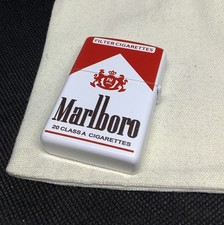 FILTER CIGARETTES
Marlboro
20 CLASS A CIGARETTES